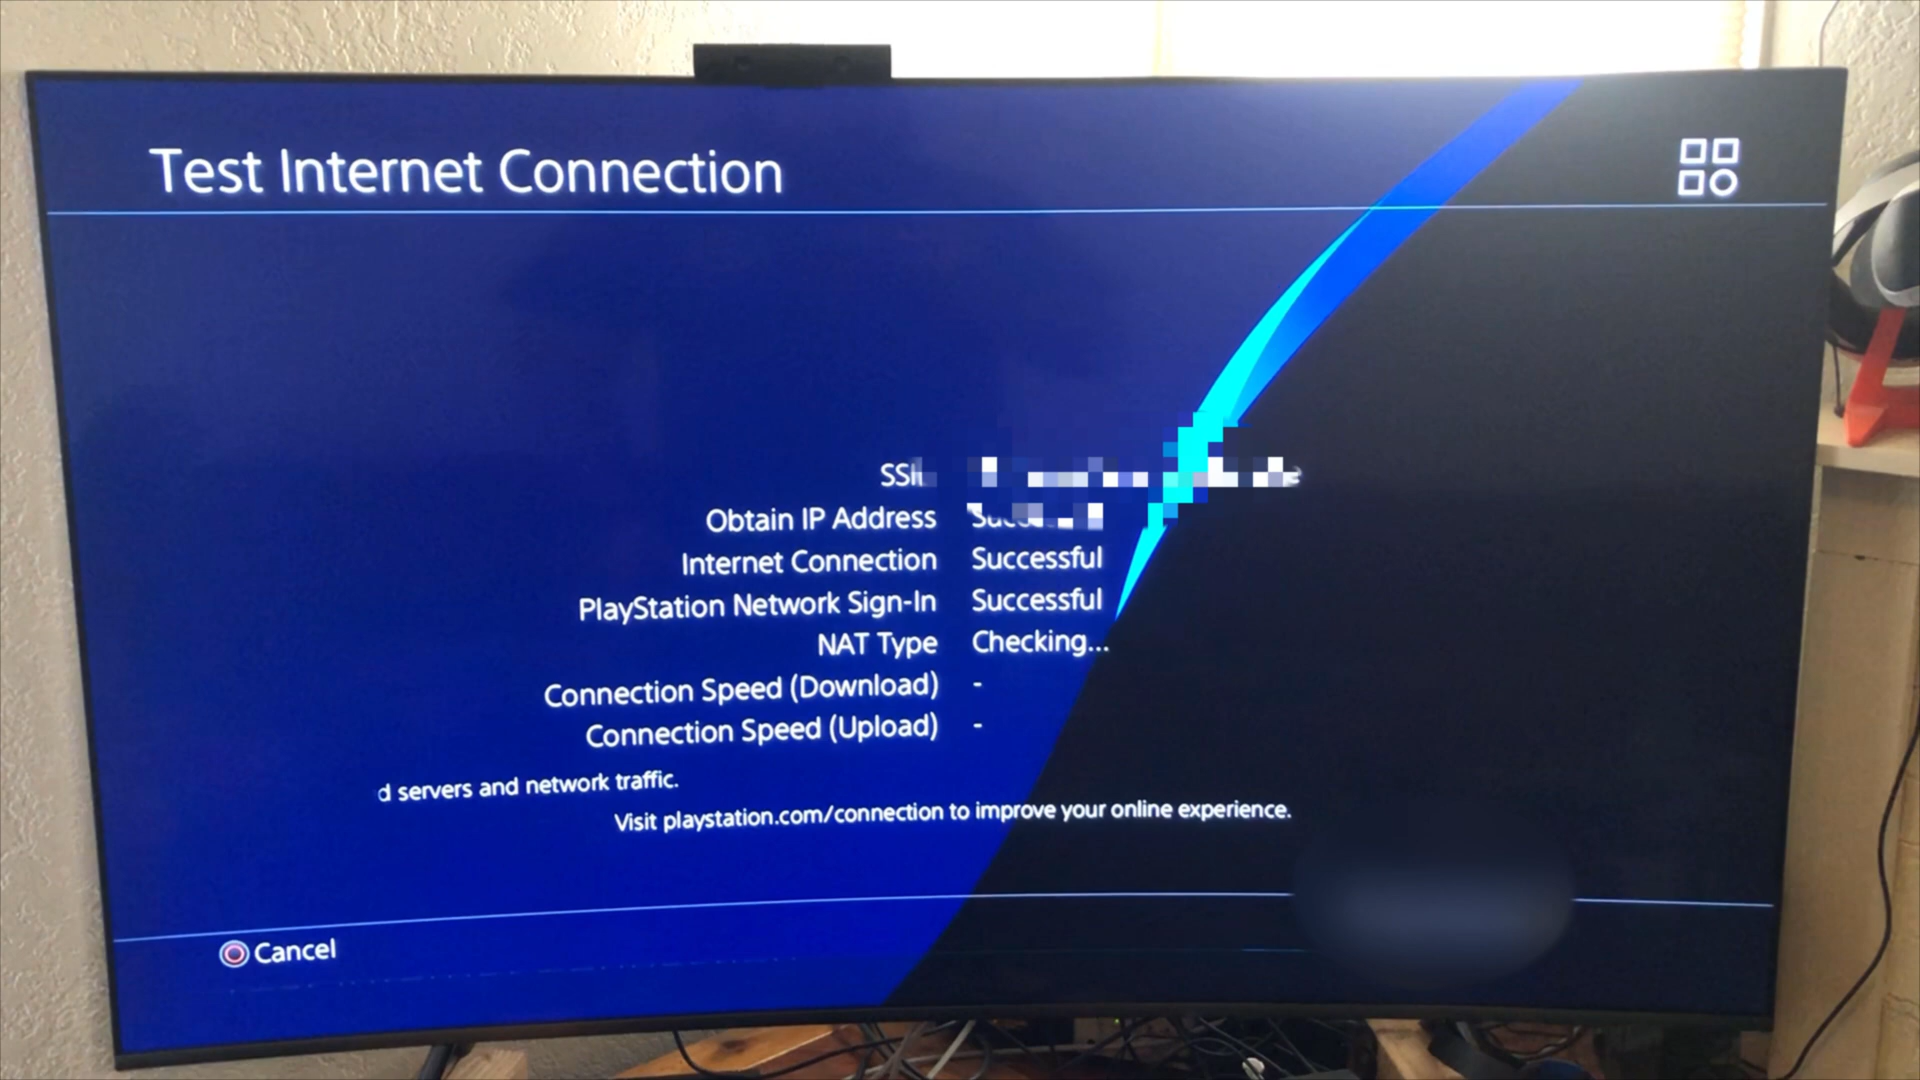 Test Internet Connection
Obtain IP Address
Internet Connection Successful
PlayStation Network Sign-In Successful
NAT Type Checking...
Connection Speed (Download) -
Connection Speed (Upload) -
servers and network traffic.
Visit playstation.com/connection to improve your online experience.
Cancel